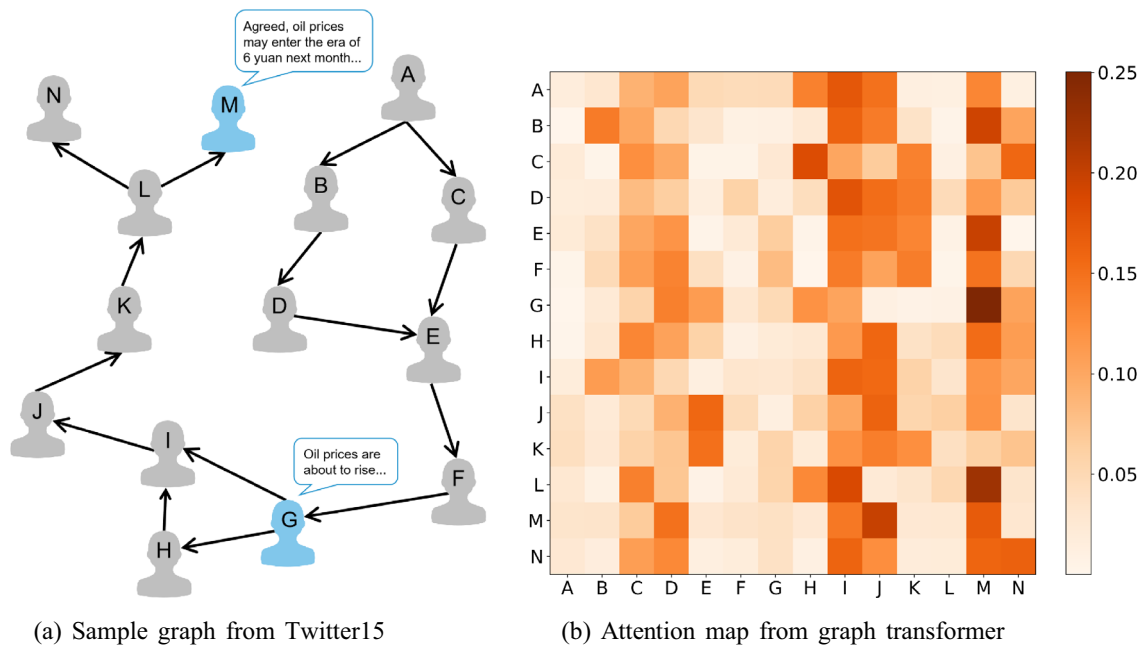 Agreed, oil prices
may enter the era of
6 yuan next month...
N
M
A
L
B
C
K
D
E
J
I
Oil prices are
about to rise...
F
G
H
(a) Sample graph from Twitter15
A
B
C
D
E
F
G
H
I
J
K
L
M
N
A B C D E F G H I J K L M N
0.25
0.20
0.15
0.10
0.05
(b) Attention map from graph transformer